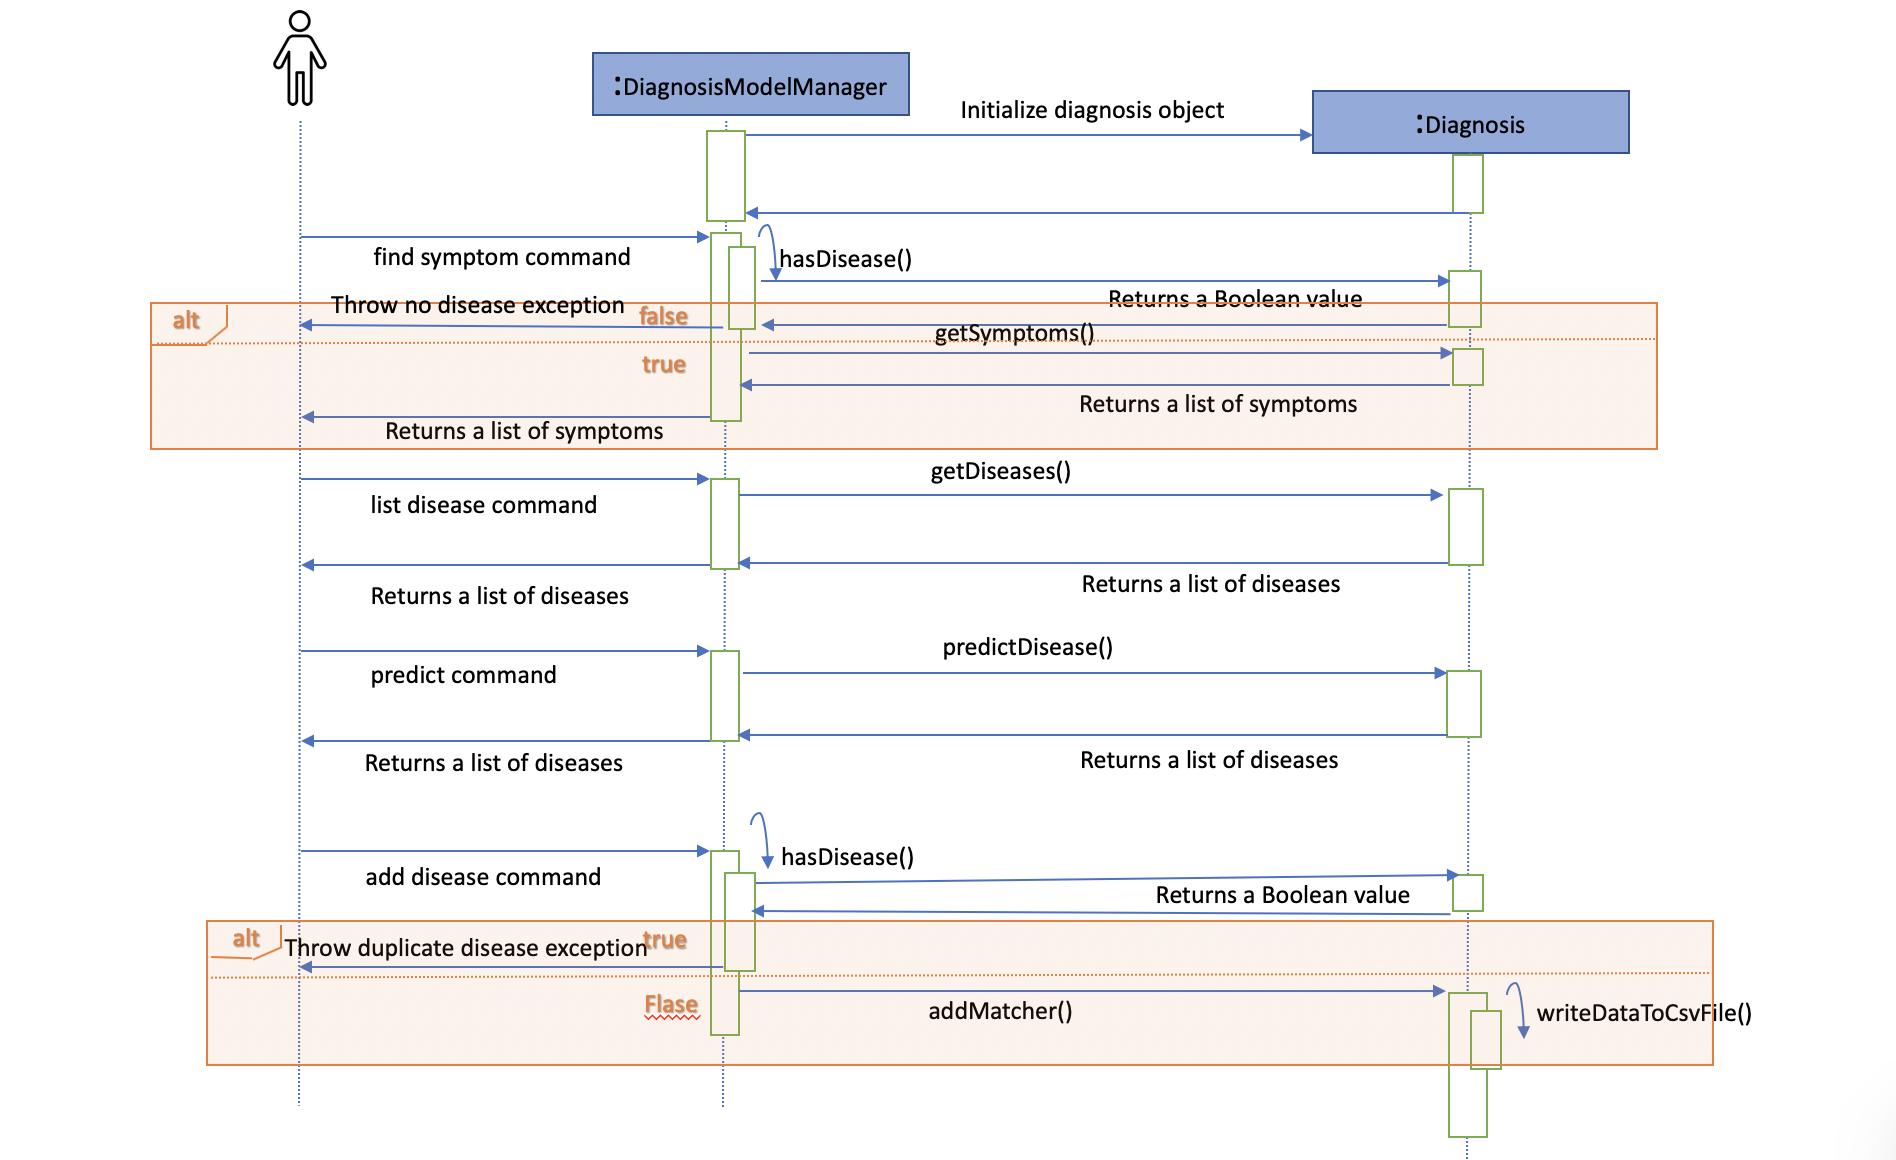 :DiagnosisModelManager
Initialize diagnosis object
:Diagnosis
find symptom command
hasDisease()
Returns a Boolean value
Throw no disease exception
false
alt
getSymptoms()
true
Returns a list of symptoms
Returns a list of symptoms
getDiseases()
list disease command
Returns a list of diseases
Returns a list of diseases
predictDisease()
predict command
Returns a list of diseases
Returns a list of diseases
hasDisease()
add disease command
Returns a Boolean value
alt
Throw duplicate disease exception
true
Flase
addMatcher()
writeDataToCsvFile()